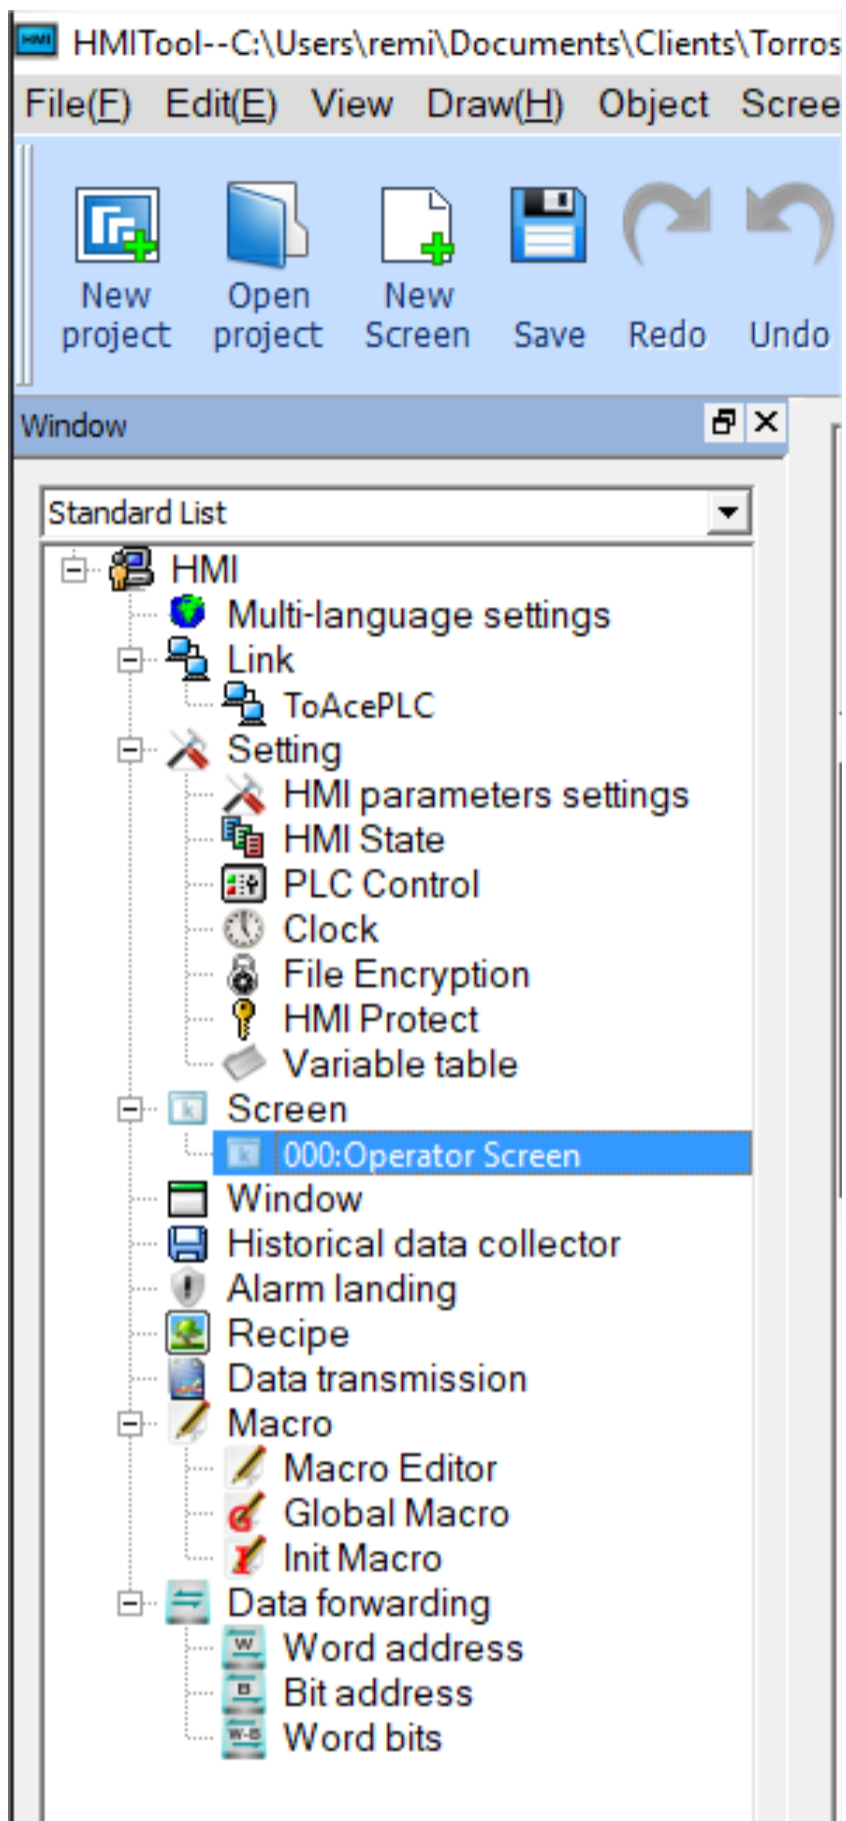 HMI HMITool--C:\Users\remi\Documents\Clients\Torros
File(F) Edit(E) View Draw(H) Object Scree
New project
Open project
New Screen
Save
Redo
Undo
Window
Standard List
HMI
Multi-language settings
Link
ToAcePLC
Setting
HMI parameters settings
HMI State
PLC Control
Clock
File Encryption
HMI Protect
Variable table
k Screen
k 000:Operator Screen
Window
Historical data collector
Alarm landing
Recipe
Data transmission
Macro
Macro Editor
G Global Macro
I Init Macro
Data forwarding
W Word address
B Bit address
W-B Word bits